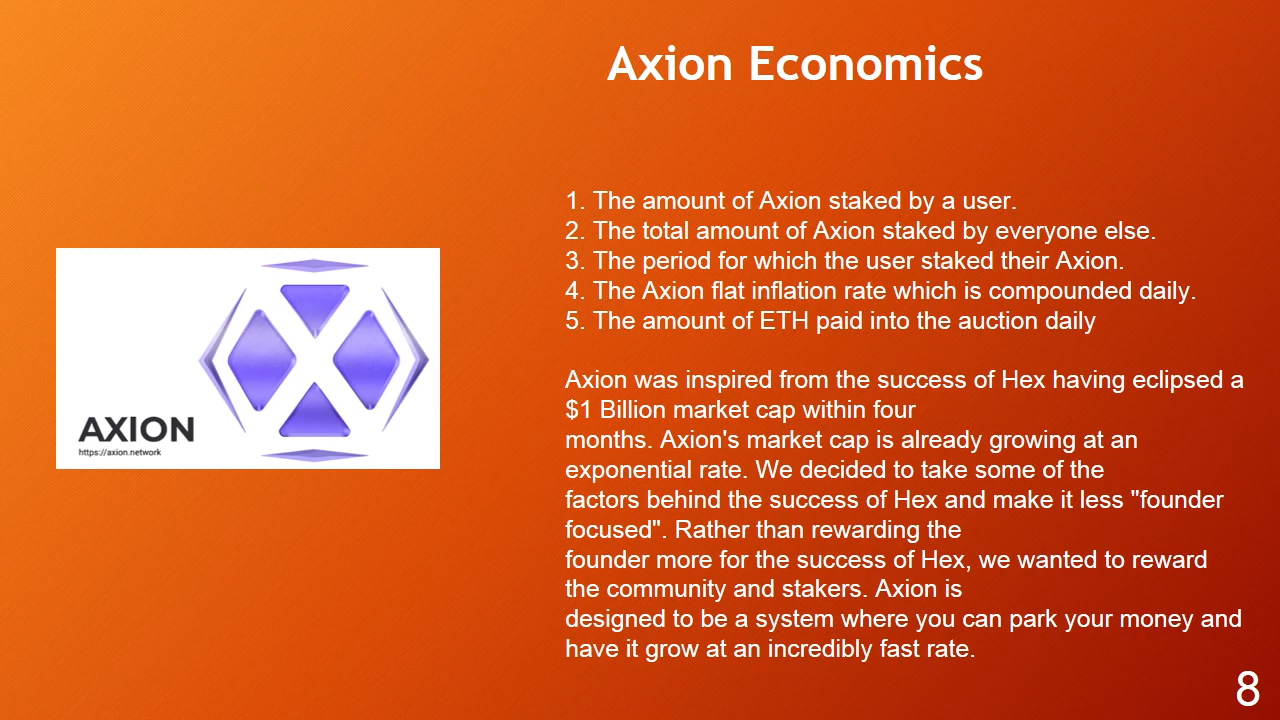 Axion Economics
1. The amount of Axion staked by a user.
2. The total amount of Axion staked by everyone else.
3. The period for which the user staked their Axion.
4. The Axion flat inflation rate which is compounded daily.
5. The amount of ETH paid into the auction daily
Axion was inspired from the success of Hex having eclipsed a
$1 Billion market cap within four
months. Axion's market cap is already growing at an
exponential rate. We decided to take some of the
factors behind the success of Hex and make it less "founder
focused". Rather than rewarding the
founder more for the success of Hex, we wanted to reward
the community and stakers. Axion is
designed to be a system where you can park your money and
have it grow at an incredibly fast rate.
AXION
https://axion.network
8